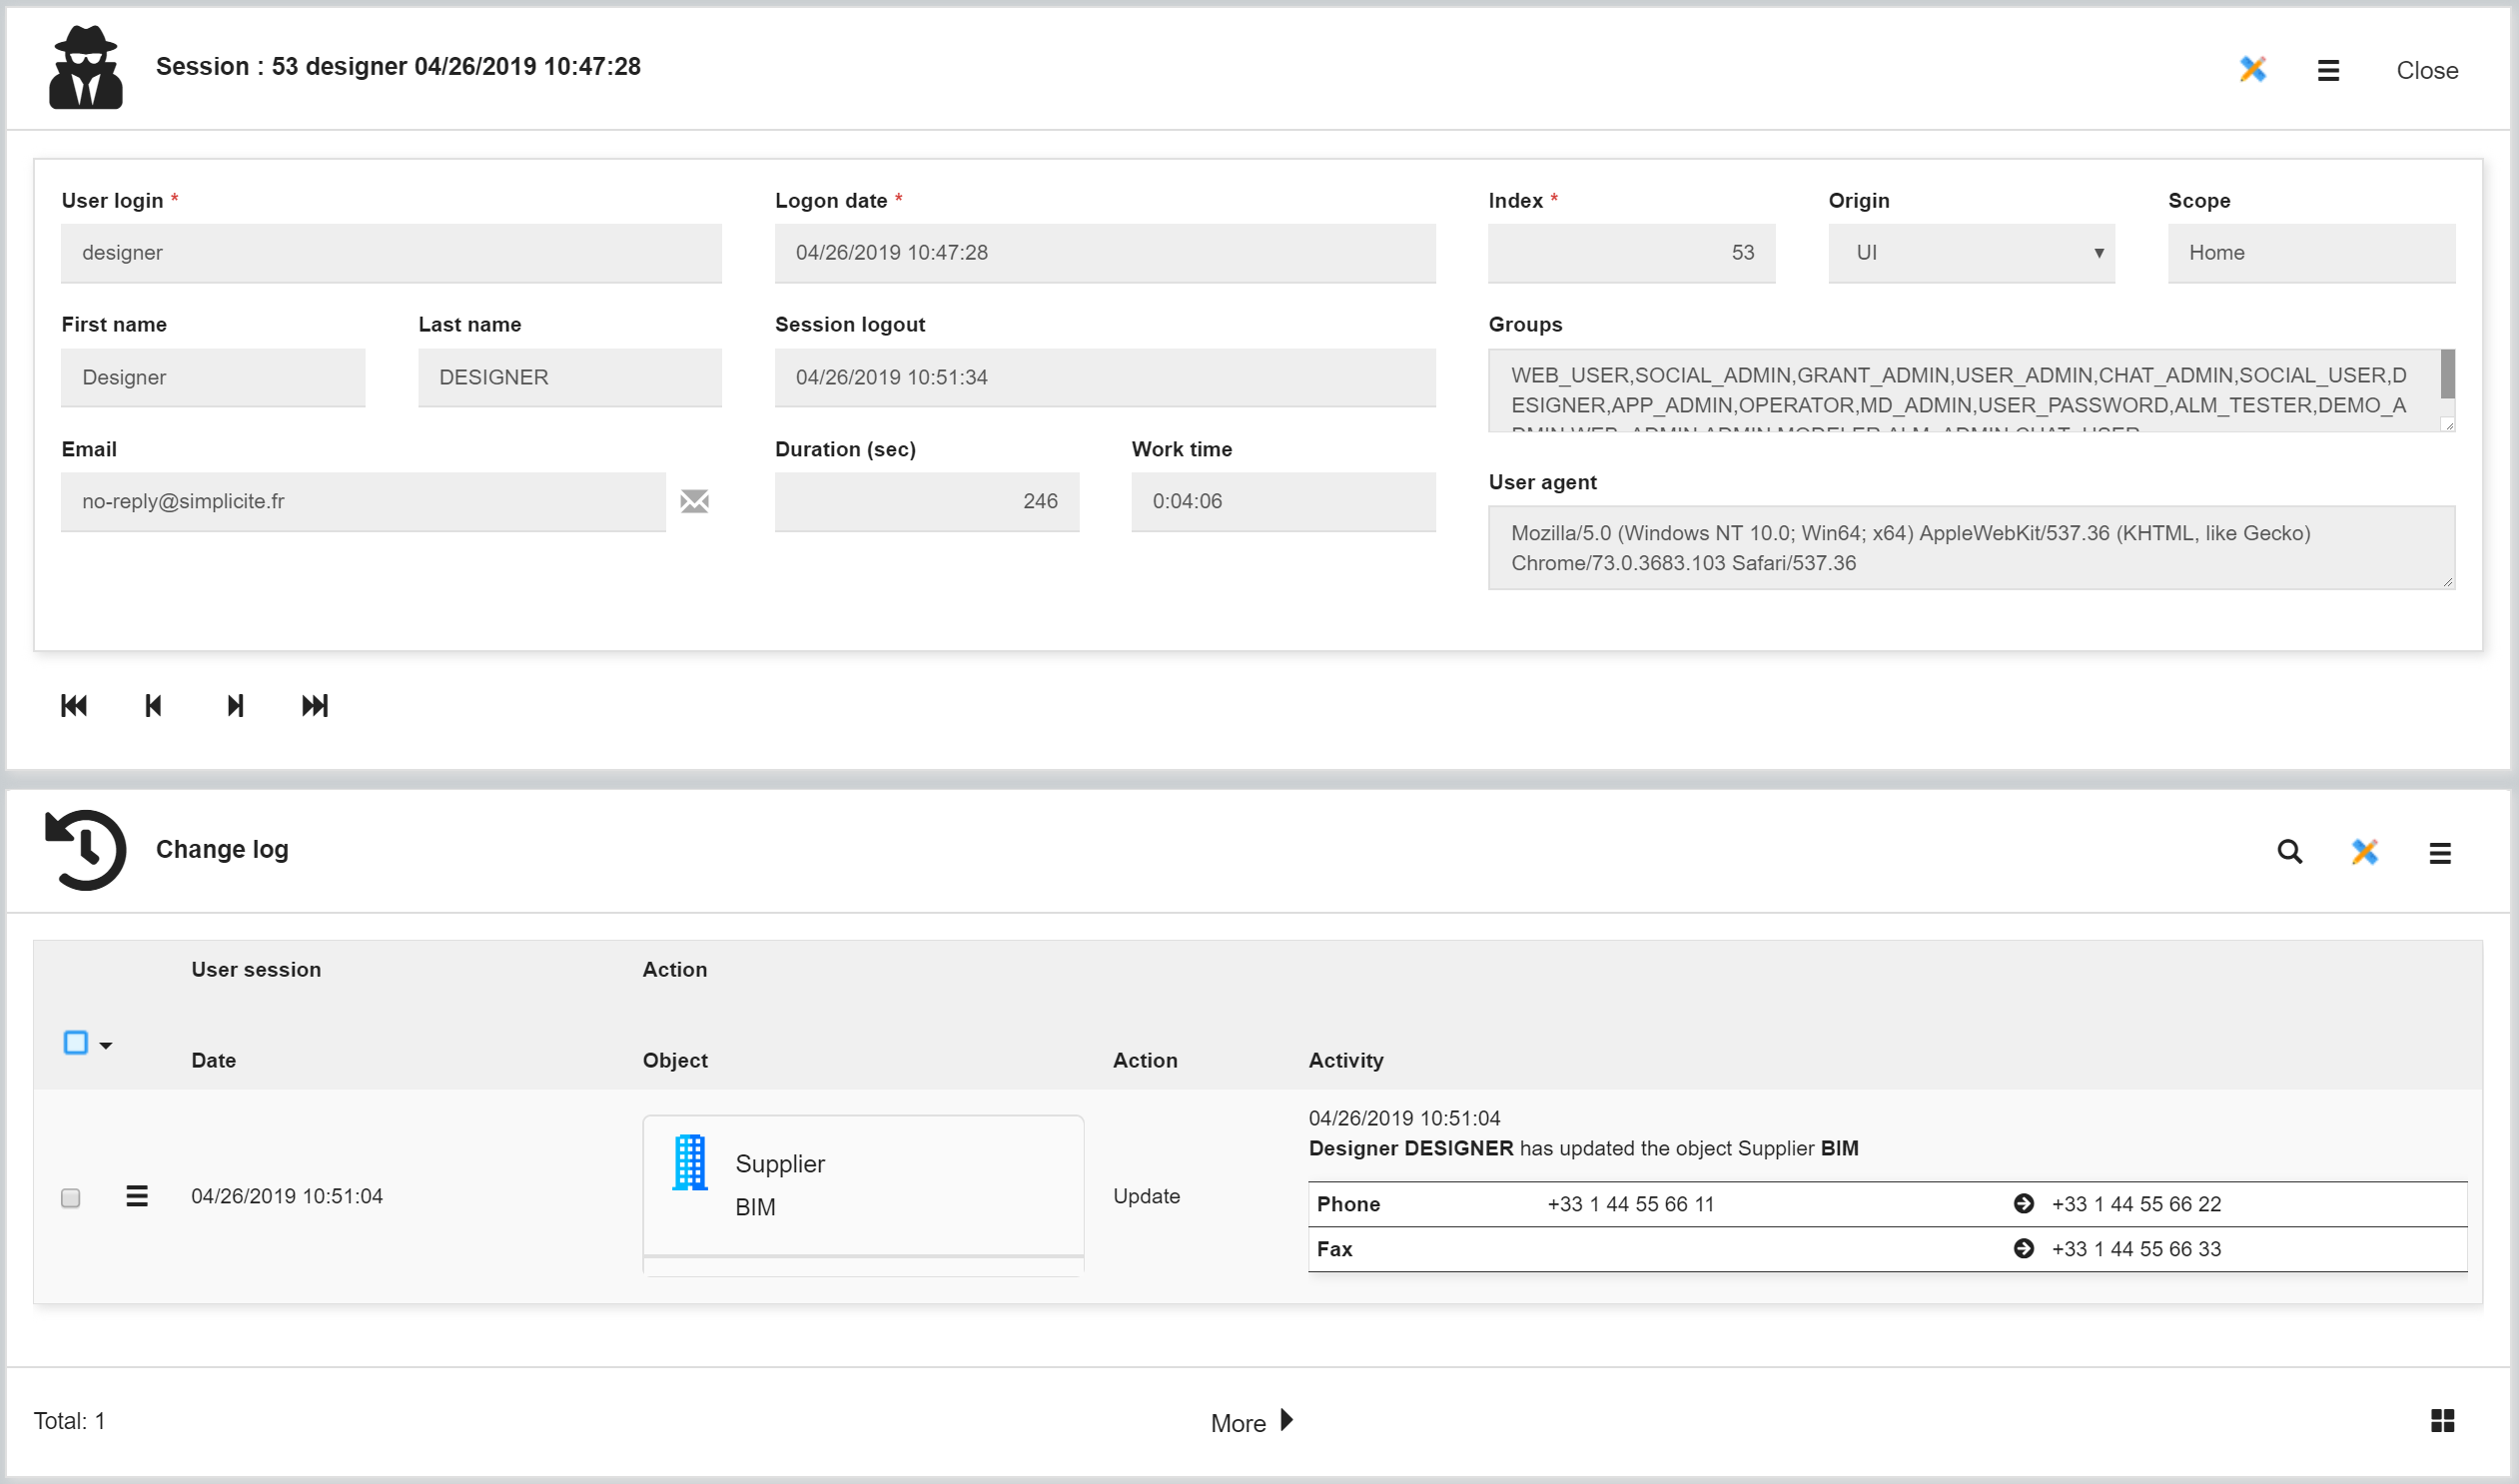 Session : 53 designer 04/26/2019 10:47:28
Close
User login *
Logon date *
Index *
Origin
Scope
designer
04/26/2019 10:47:28
53
UI
Home
First name
Last name
Session logout
Groups
Designer
DESIGNER
04/26/2019 10:51:34
WEB_USER,SOCIAL_ADMIN,GRANT_ADMIN,USER_ADMIN,CHAT_ADMIN,SOCIAL_USER,D
ESIGNER,APP_ADMIN,OPERATOR,MD_ADMIN,USER_PASSWORD,ALM_TESTER,DEMO_A
DMIN,WEB_ADMIN,ADMIN,MODELER,ALM_ADMIN,CHAT_USER
Email
Duration (sec)
Work time
User agent
no-reply@simplicite.fr
246
0:04:06
Mozilla/5.0 (Windows NT 10.0; Win64; x64) AppleWebKit/537.36 (KHTML, like Gecko)
Chrome/73.0.3683.103 Safari/537.36
Change log
User session
Action
Date
Object
Action
Activity
04/26/2019 10:51:04
Supplier
BIM
Update
04/26/2019 10:51:04
Designer DESIGNER has updated the object Supplier BIM
Phone +33 1 44 55 66 11 +33 1 44 55 66 22
Fax +33 1 44 55 66 33
Total: 1
More